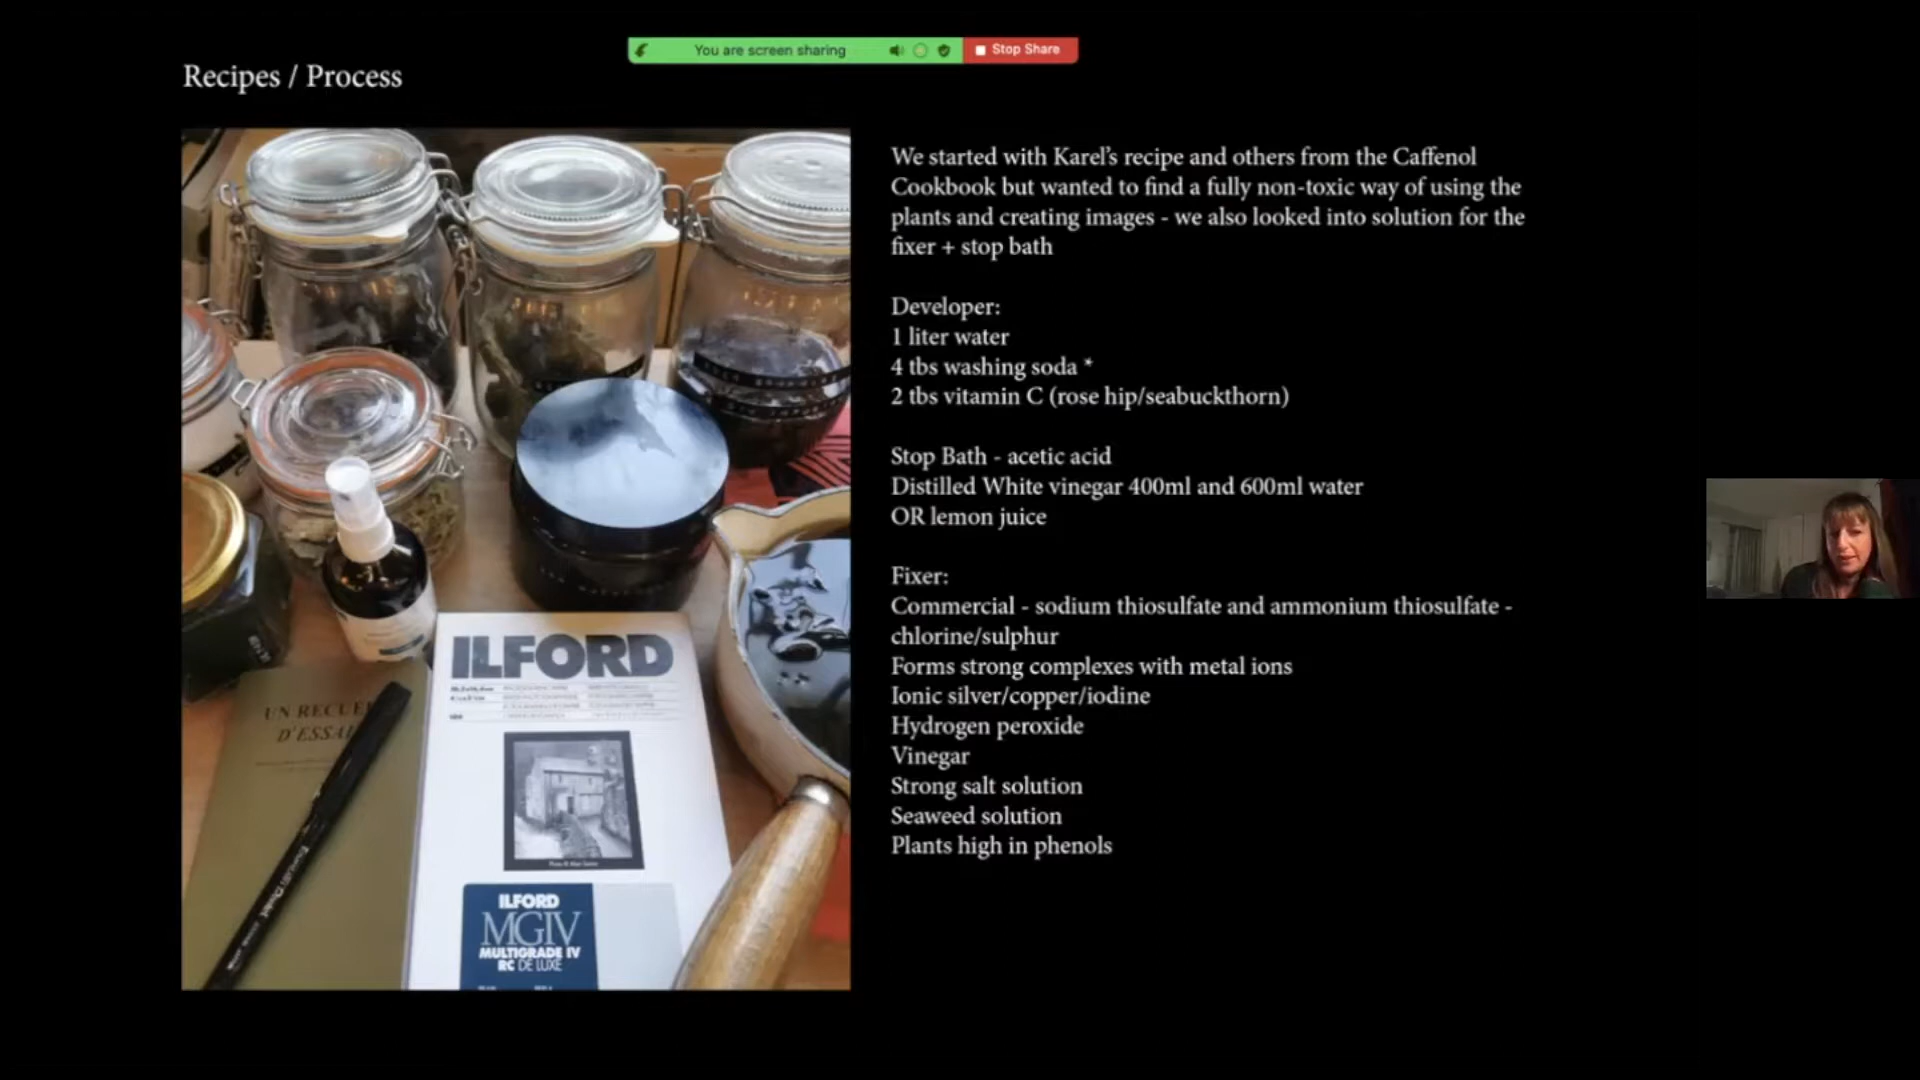 You are screen sharing
Stop Share
Recipes / Process
We started with Karel's recipe and others from the Caffenol
Cookbook but wanted to find a fully non-toxic way of using the
plants and creating images - we also looked into solution for the
fixer + stop bath
Developer:
1 liter water
4 tbs washing soda *
2 tbs vitamin C (rose hip/seabuckthorn)
Stop Bath - acetic acid
Distilled White vinegar 400ml and 600ml water
OR lemon juice
Fixer:
Commercial - sodium thiosulfate and ammonium thiosulfate -
chlorine/sulphur
Forms strong complexes with metal ions
Ionic silver/copper/iodine
Hydrogen peroxide
Vinegar
Strong salt solution
Seaweed solution
Plants high in phenols
ILFORD
UN RECUEI
D'ESSAI
ILFORD
MGIV
MULTIGRADE IV
RC DE LUXE